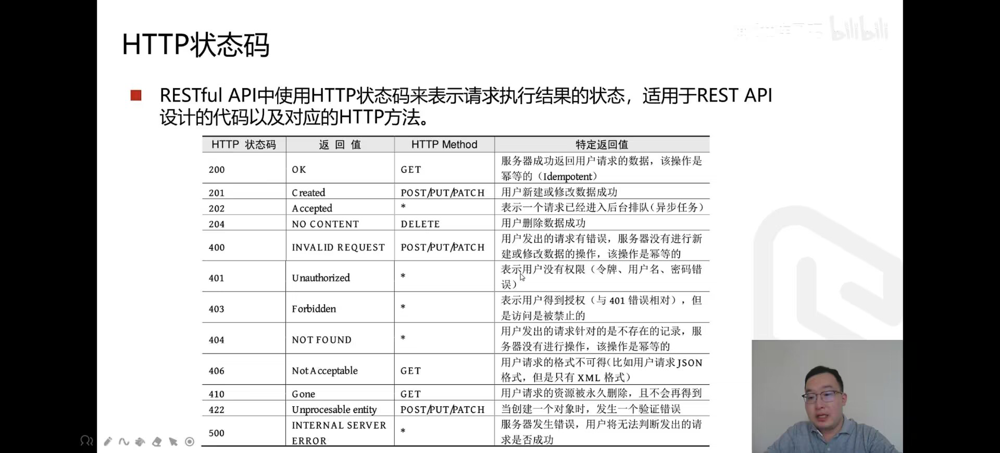 HTTP状态码
bilibili
RESTful API中使用HTTP状态码来表示请求执行结果的状态，适用于REST API
设计的代码以及对应的HTTP方法。
HTTP 状态码 返 回 值 HTTP Method 特定返回值
200 OK GET 服务器成功返回用户请求的数据，该操作是
幂等的（Idempotent）
201 Created POST/PUT/PATCH 用户新建或修改数据成功
202 Accepted * 表示一个请求已经进入后台排队（异步任务）
204 NO CONTENT DELETE 用户删除数据成功
400 INVALID REQUEST POST/PUT/PATCH 用户发出的请求有错误，服务器没有进行新
建或修改数据的操作，该操作是幂等的
401 Unauthorized * 表示用户没有权限（令牌、用户名、密码错
误）
403 Forbidden * 表示用户得到授权（与 401 错误相对），但
是访问是被禁止的
404 NOT FOUND * 用户发出的请求针对的是不存在的记录，服
务器没有进行操作，该操作是幂等的
406 Not Acceptable GET 用户请求的格式不可得（比如用户请求 JSON
格式，但是只有 XML 格式）
410 Gone GET 用户请求的资源被永久删除，且不会再得到
422 Unprocesable entity POST/PUT/PATCH 当创建一个对象时，发生一个验证错误
500 INTERNAL SERVER
ERROR * 服务器发生错误，用户将无法判断发出的请
求是否成功